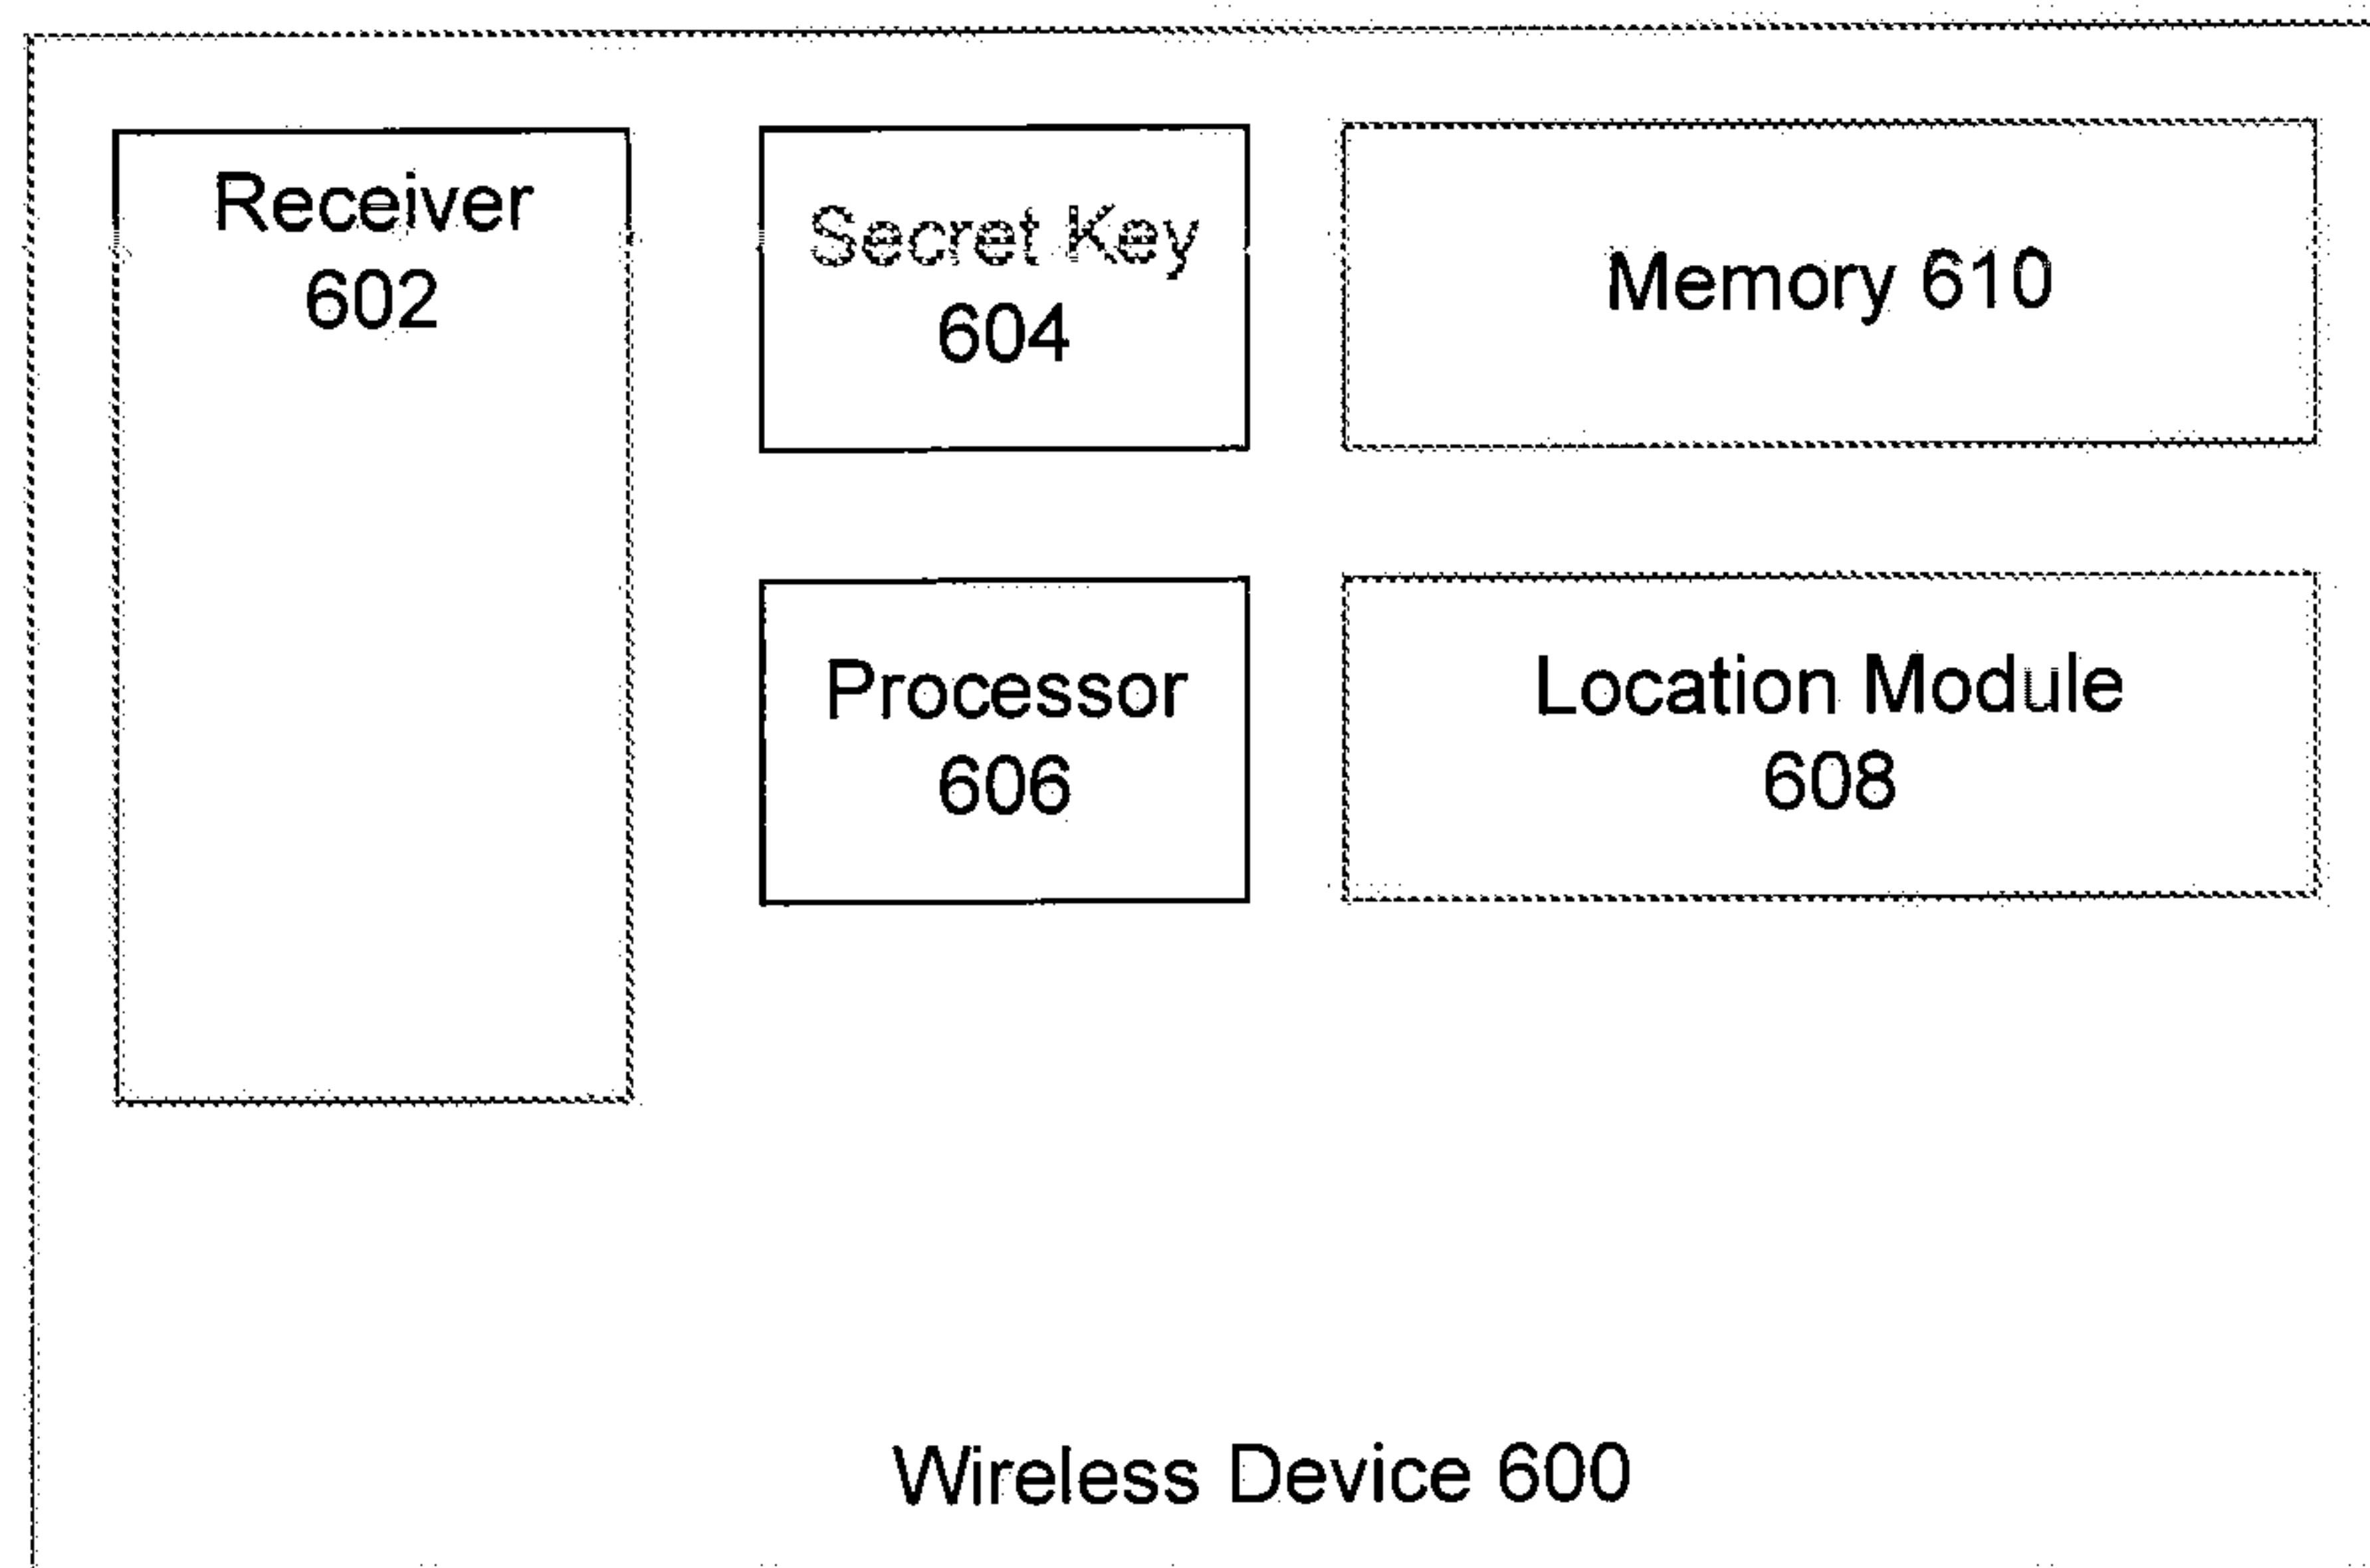 Receiver
602
Secret Key
604
Memory 610
Processor
606
Location Module
608
Wireless Device 600